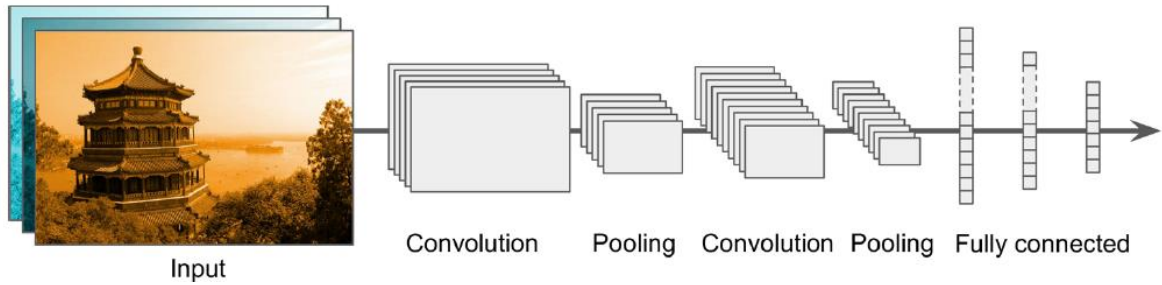 Input
Convolution
Pooling
Convolution
Pooling
Fully connected